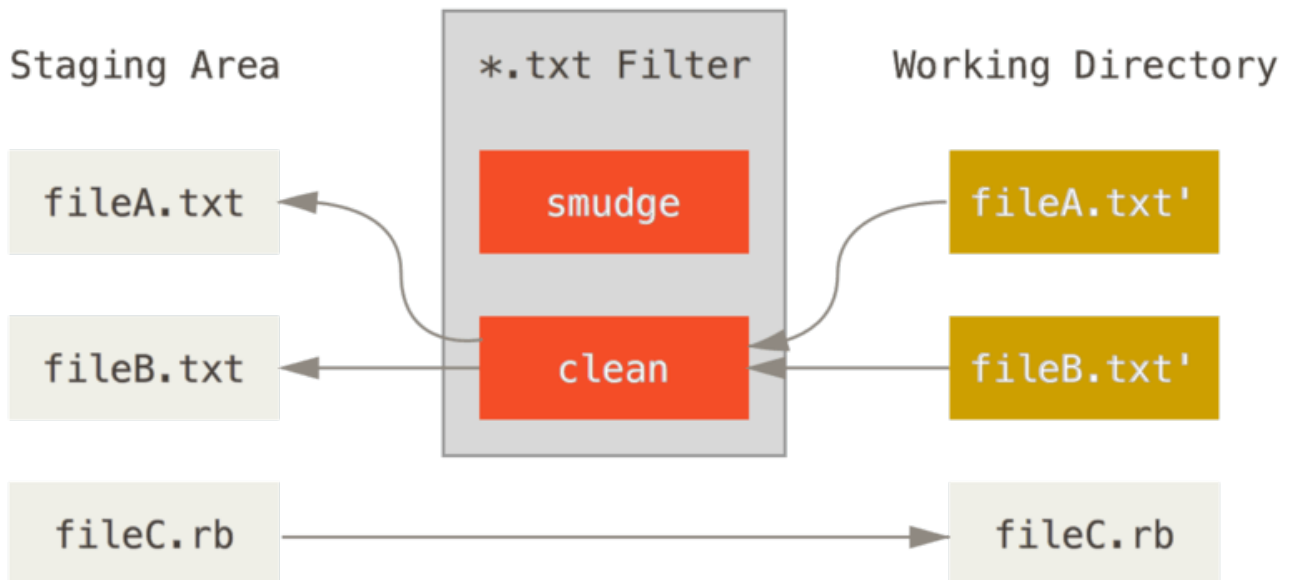 Staging Area
*.txt Filter
Working Directory
fileA.txt
smudge
fileA.txt'
fileB.txt
clean
fileB.txt'
fileC.rb
fileC.rb